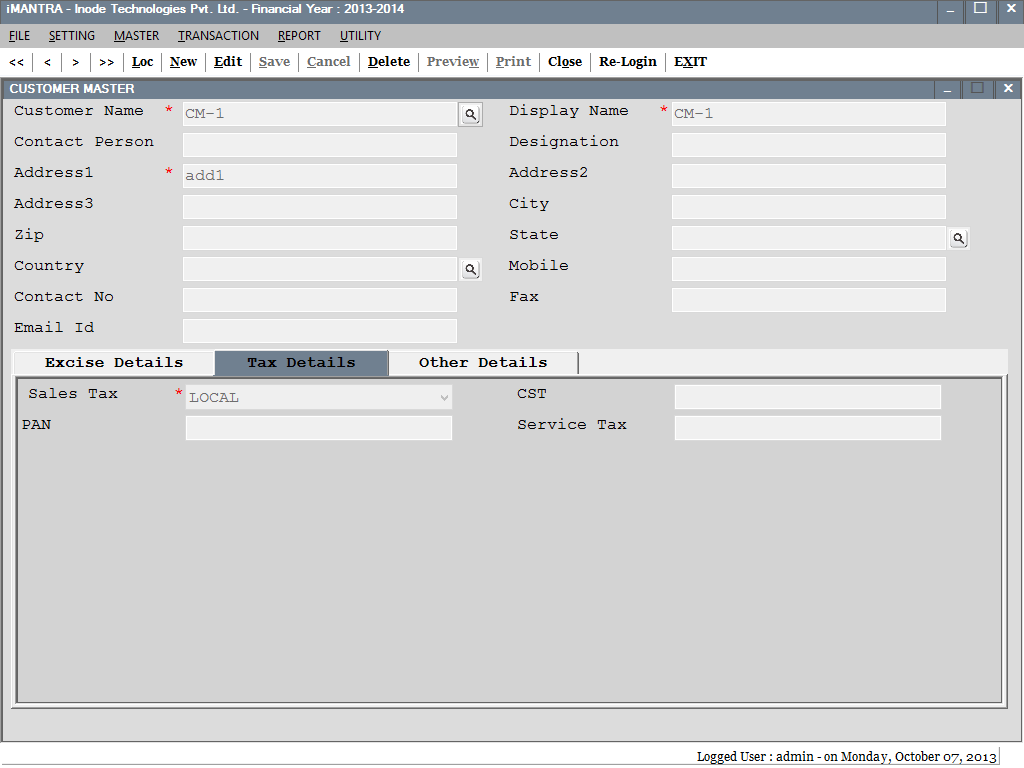 iMANTRA - Inode Technologies Pvt. Ltd. - Financial Year : 2013-2014
FILE SETTING MASTER TRANSACTION REPORT UTILITY
<< < > >> Loc New Edit Save Cancel Delete Preview Print Close Re-Login EXIT
CUSTOMER MASTER
Customer Name * CM-1 Display Name * CM-1
Contact Person Designation
Address1 * add1 Address2
Address3 City
Zip State
Country Mobile
Contact No Fax
Email Id
Excise Details Tax Details Other Details
Sales Tax * LOCAL CST
PAN Service Tax
Logged User : admin - on Monday, October 07, 2013